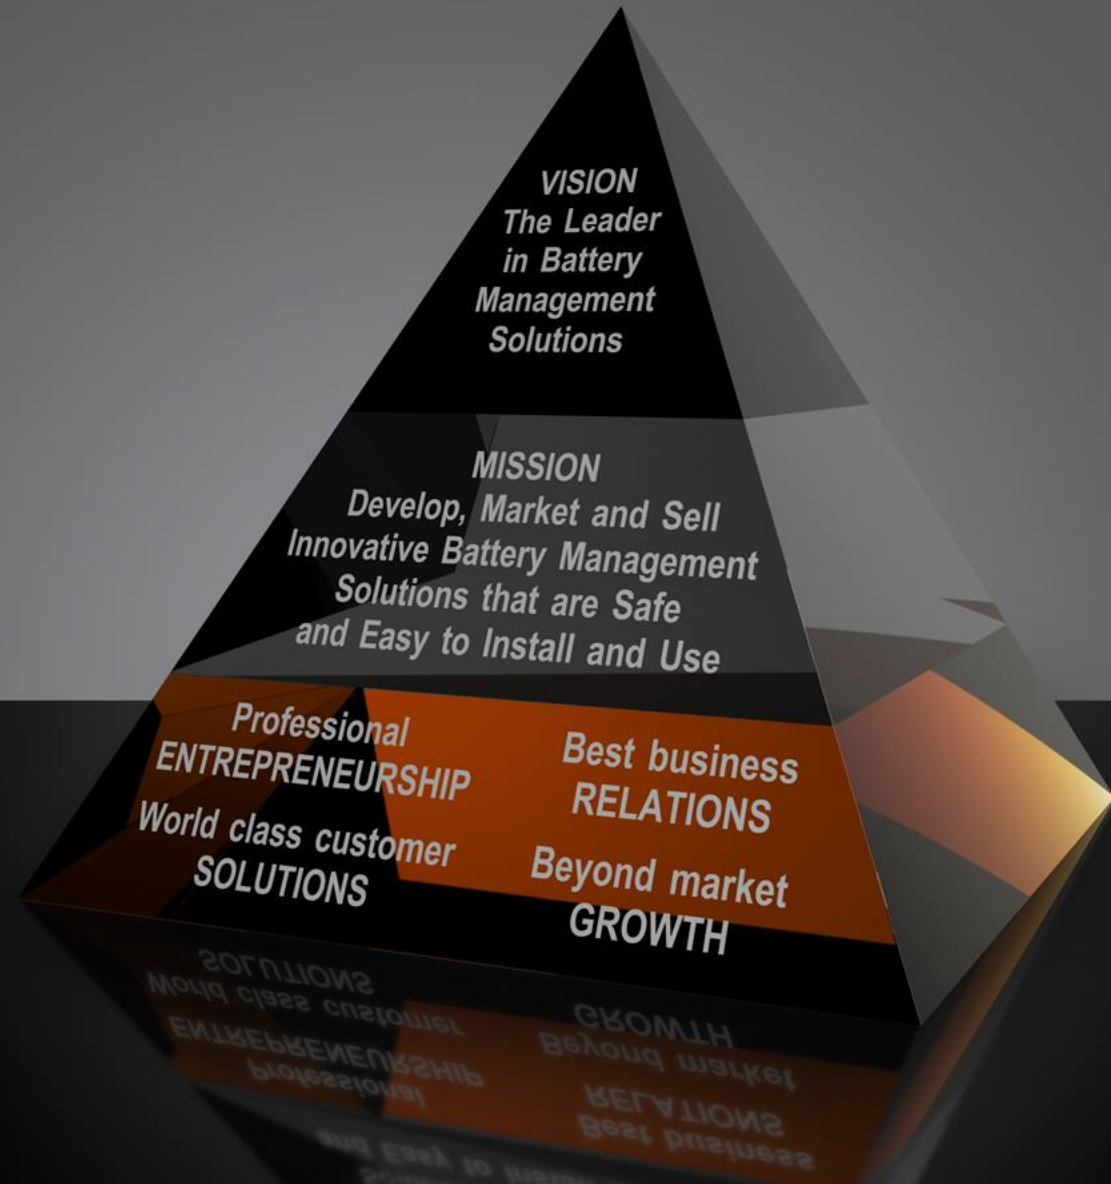 VISION
The Leader
in Battery
Management
Solutions
MISSION
Develop, Market and Sell
Innovative Battery Management
Solutions that are Safe
and Easy to Install and Use
Professional
ENTREPRENEURSHIP
World class customer
SOLUTIONS
Best business
RELATIONS
Beyond market
GROWTH